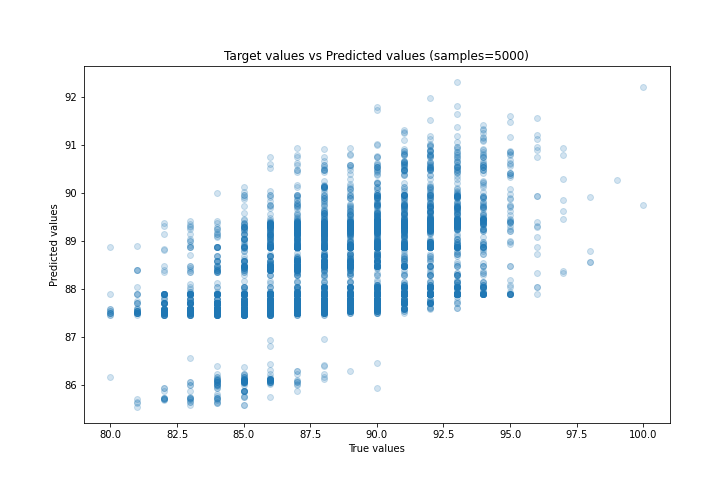 Target values vs Predicted values (samples=5000)
Predicted values
92
91
90
89
88
87
86
80.0 82.5 85.0 87.5 90.0 92.5 95.0 97.5 100.0
True values